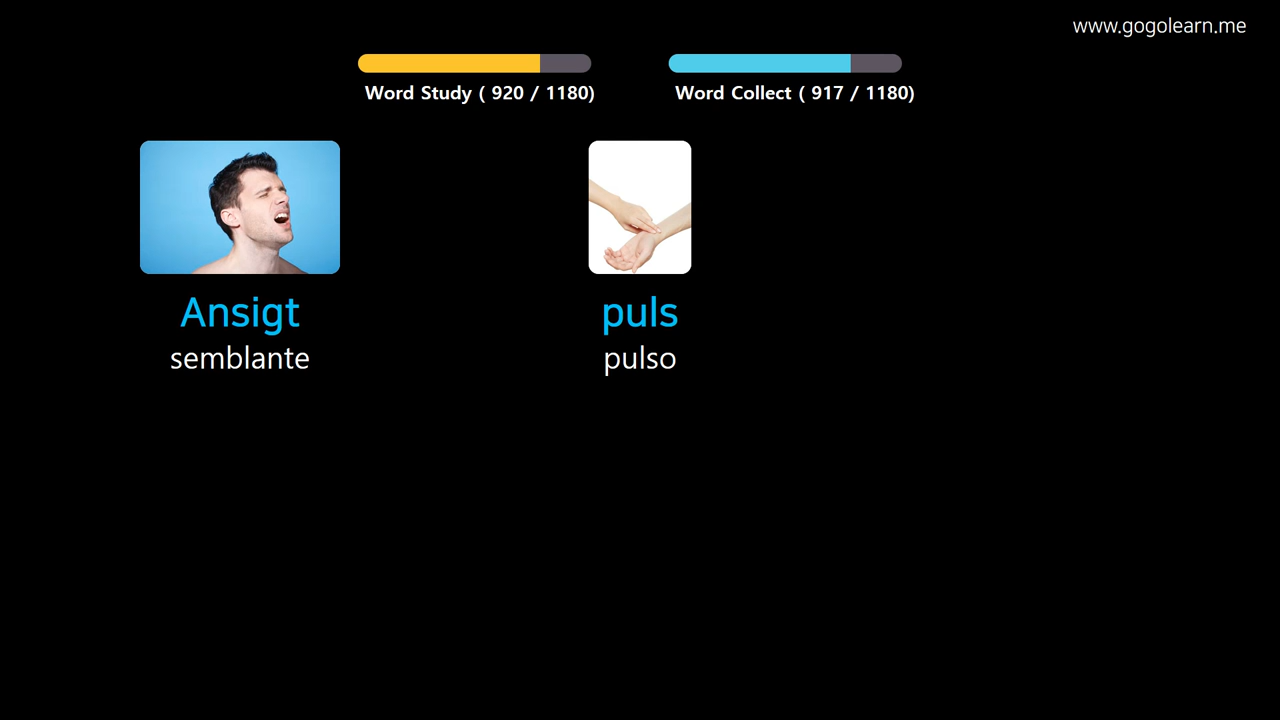 www.gogolearn.me
Word Study ( 920 / 1180)
Word Collect ( 917 / 1180)
Ansigt
semblante
puls
pulso